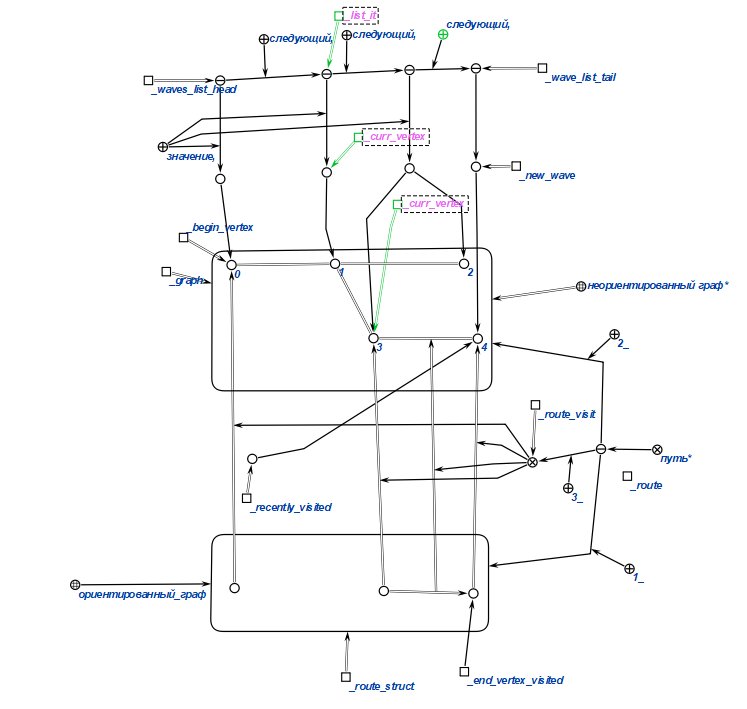 _list_it
следующий,
следующий,
следующий,
_waves_list_head
_wave_list_tail
_curr_vertex
значение,
_new_wave
_curr_vertex
_begin_vertex
0
1
2
_graph
неориентированный граф*
3
4
2_
_route_visit
путь*
_route
3_
_recently_visited
1_
ориентированный_граф
_end_vertex_visited
_route_struct